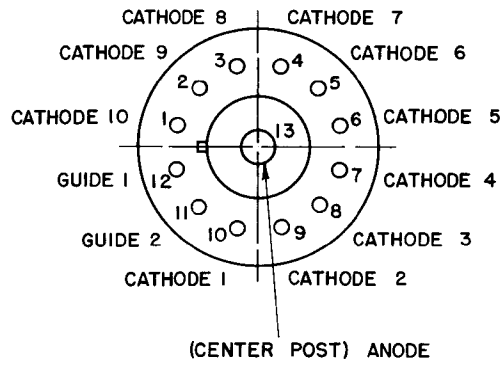 CATHODE 8 CATHODE 7
CATHODE 9 CATHODE 6
3 4
2 5
CATHODE 10 1 13 6 CATHODE 5
GUIDE 1 12 7 CATHODE 4
11 8
GUIDE 2 10 9 CATHODE 3
CATHODE 1 CATHODE 2
(CENTER POST) ANODE